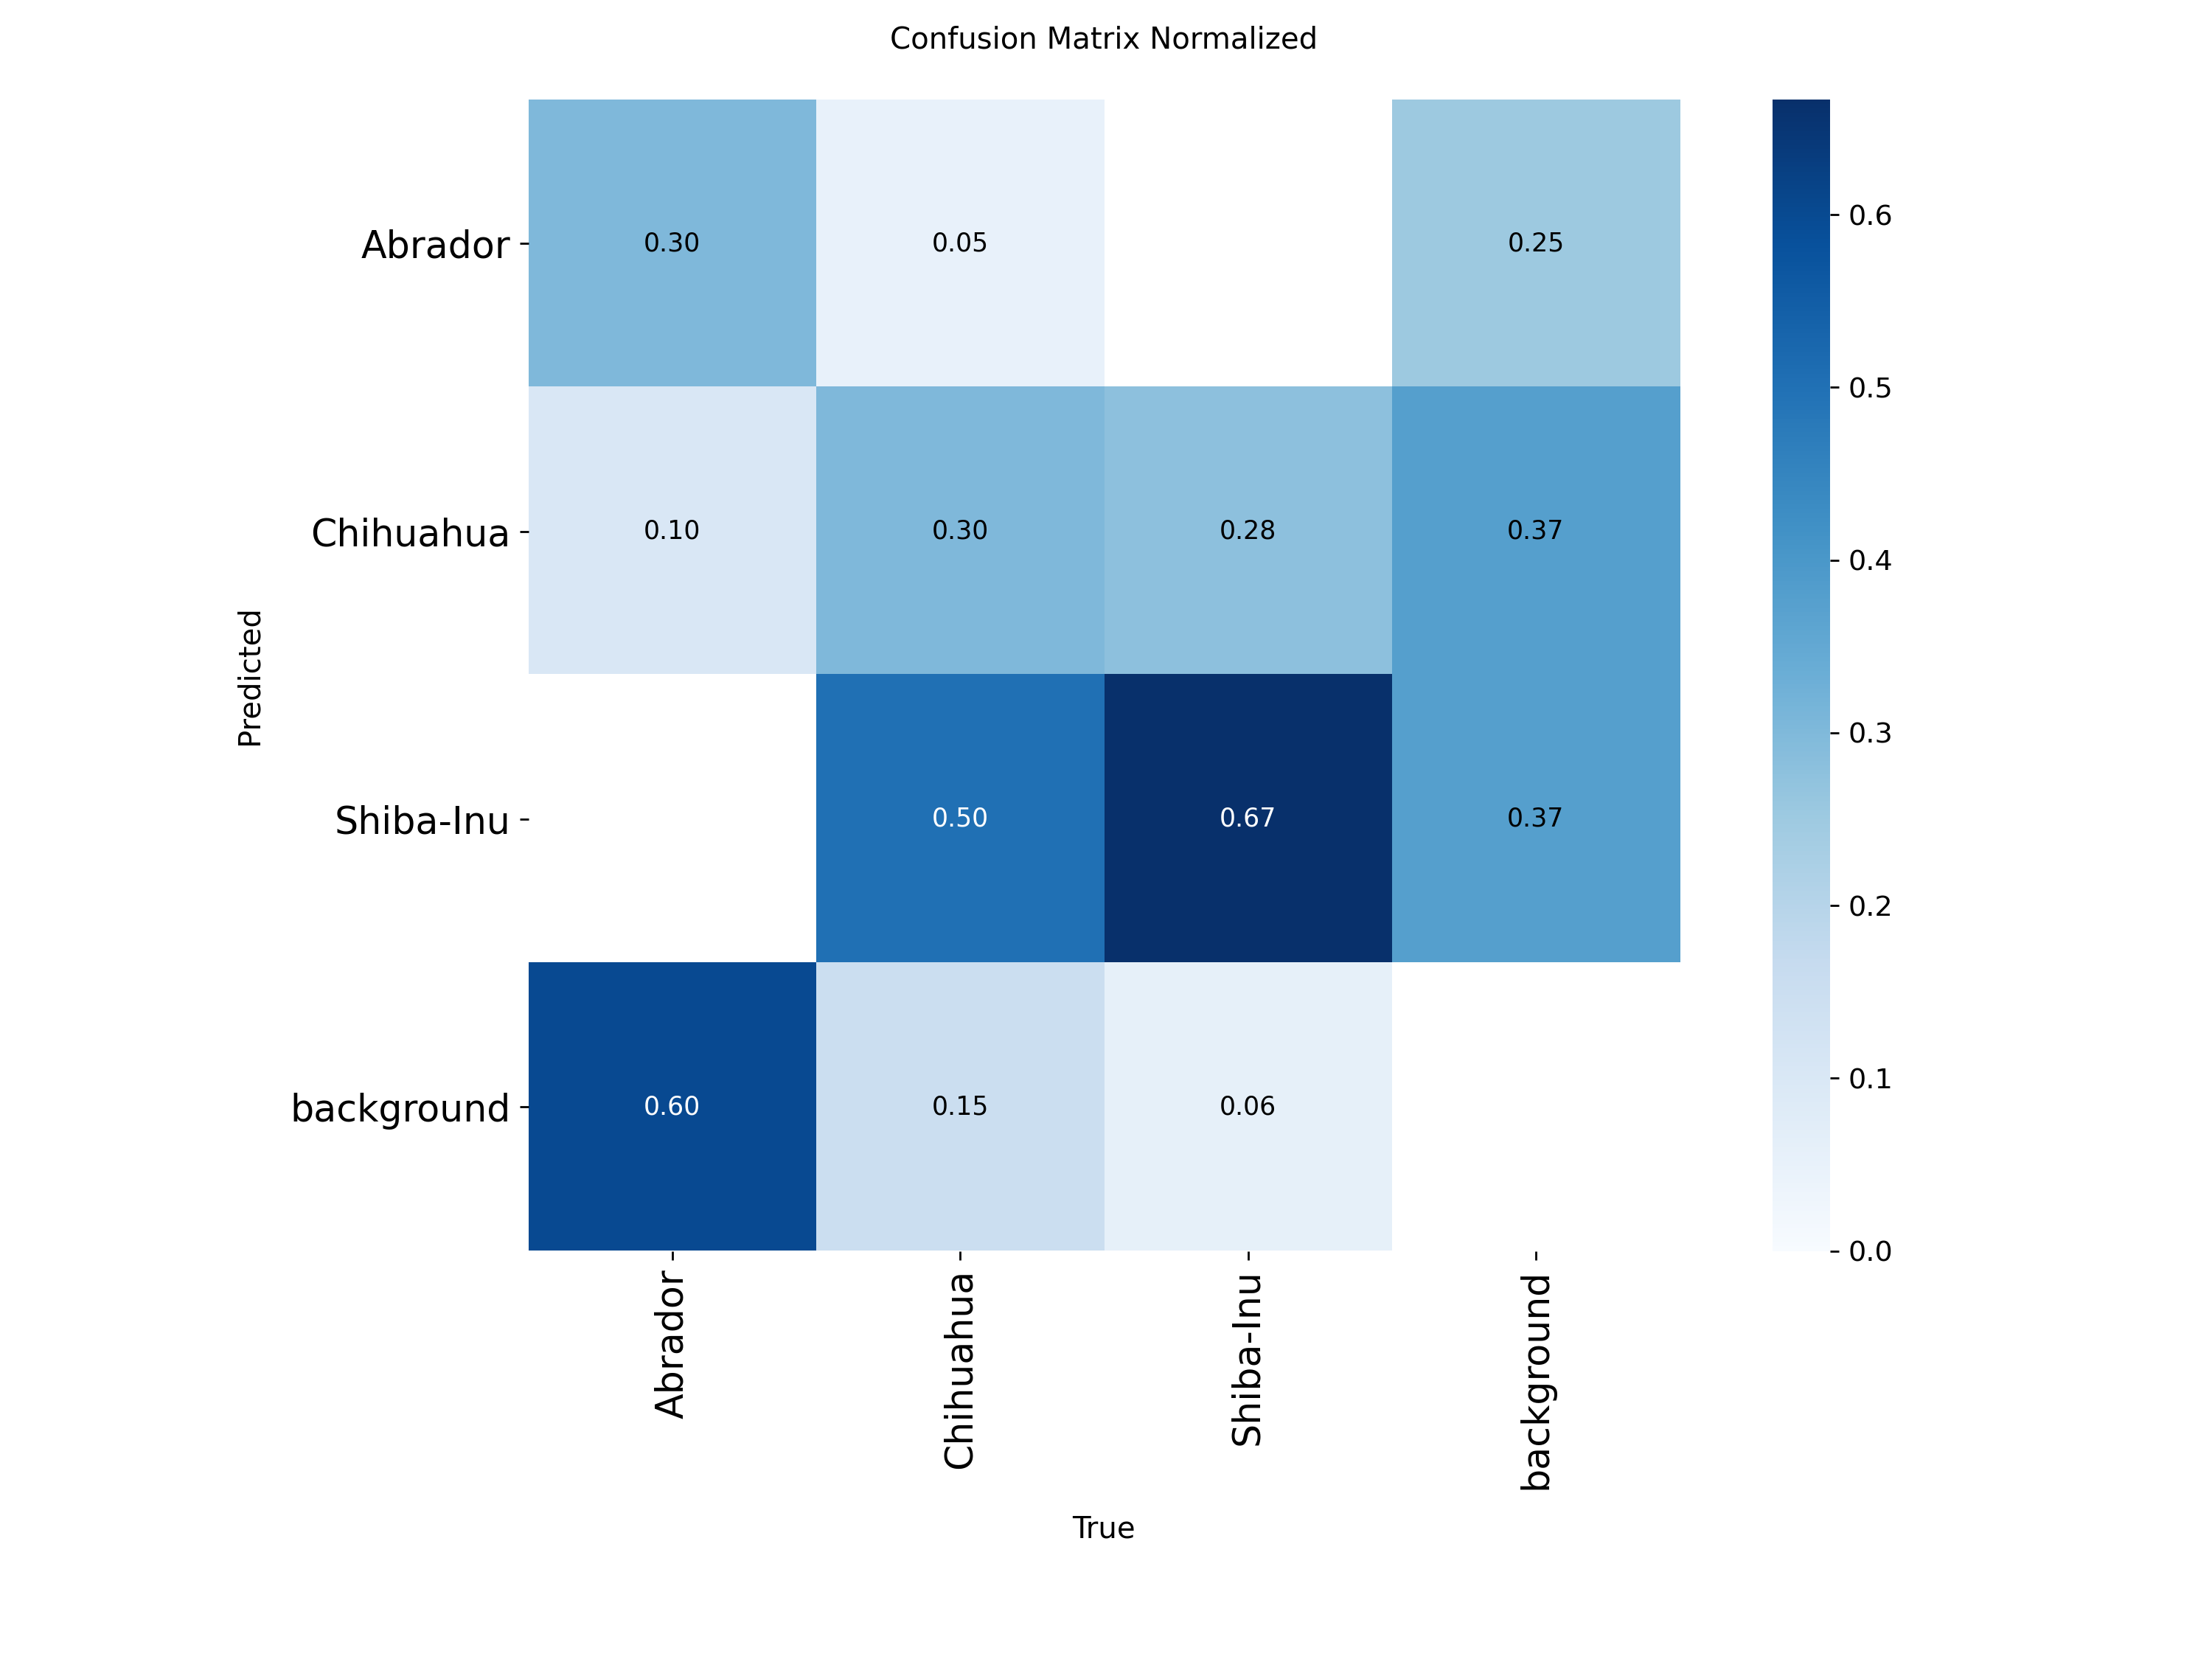 Confusion Matrix Normalized
Abrador
0.30
0.05
0.25
Chihuahua
0.10
0.30
0.28
0.37
Shiba-Inu
0.50
0.67
0.37
background
0.60
0.15
0.06
Predicted
Abrador
Chihuahua
Shiba-Inu
background
True
0.6
0.5
0.4
0.3
0.2
0.1
0.0